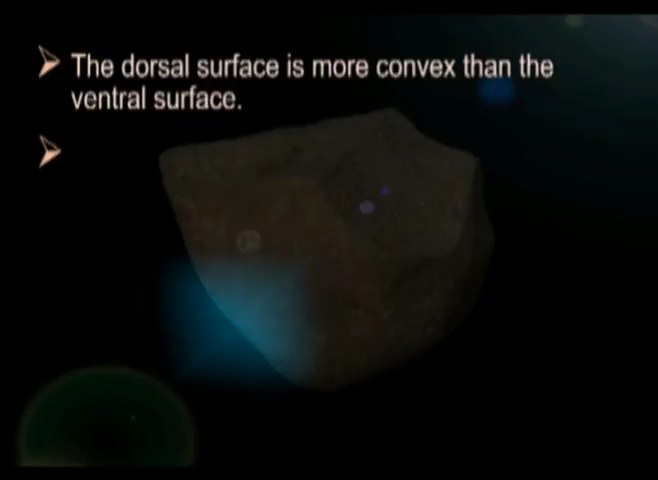 The dorsal surface is more convex than the
ventral surface.